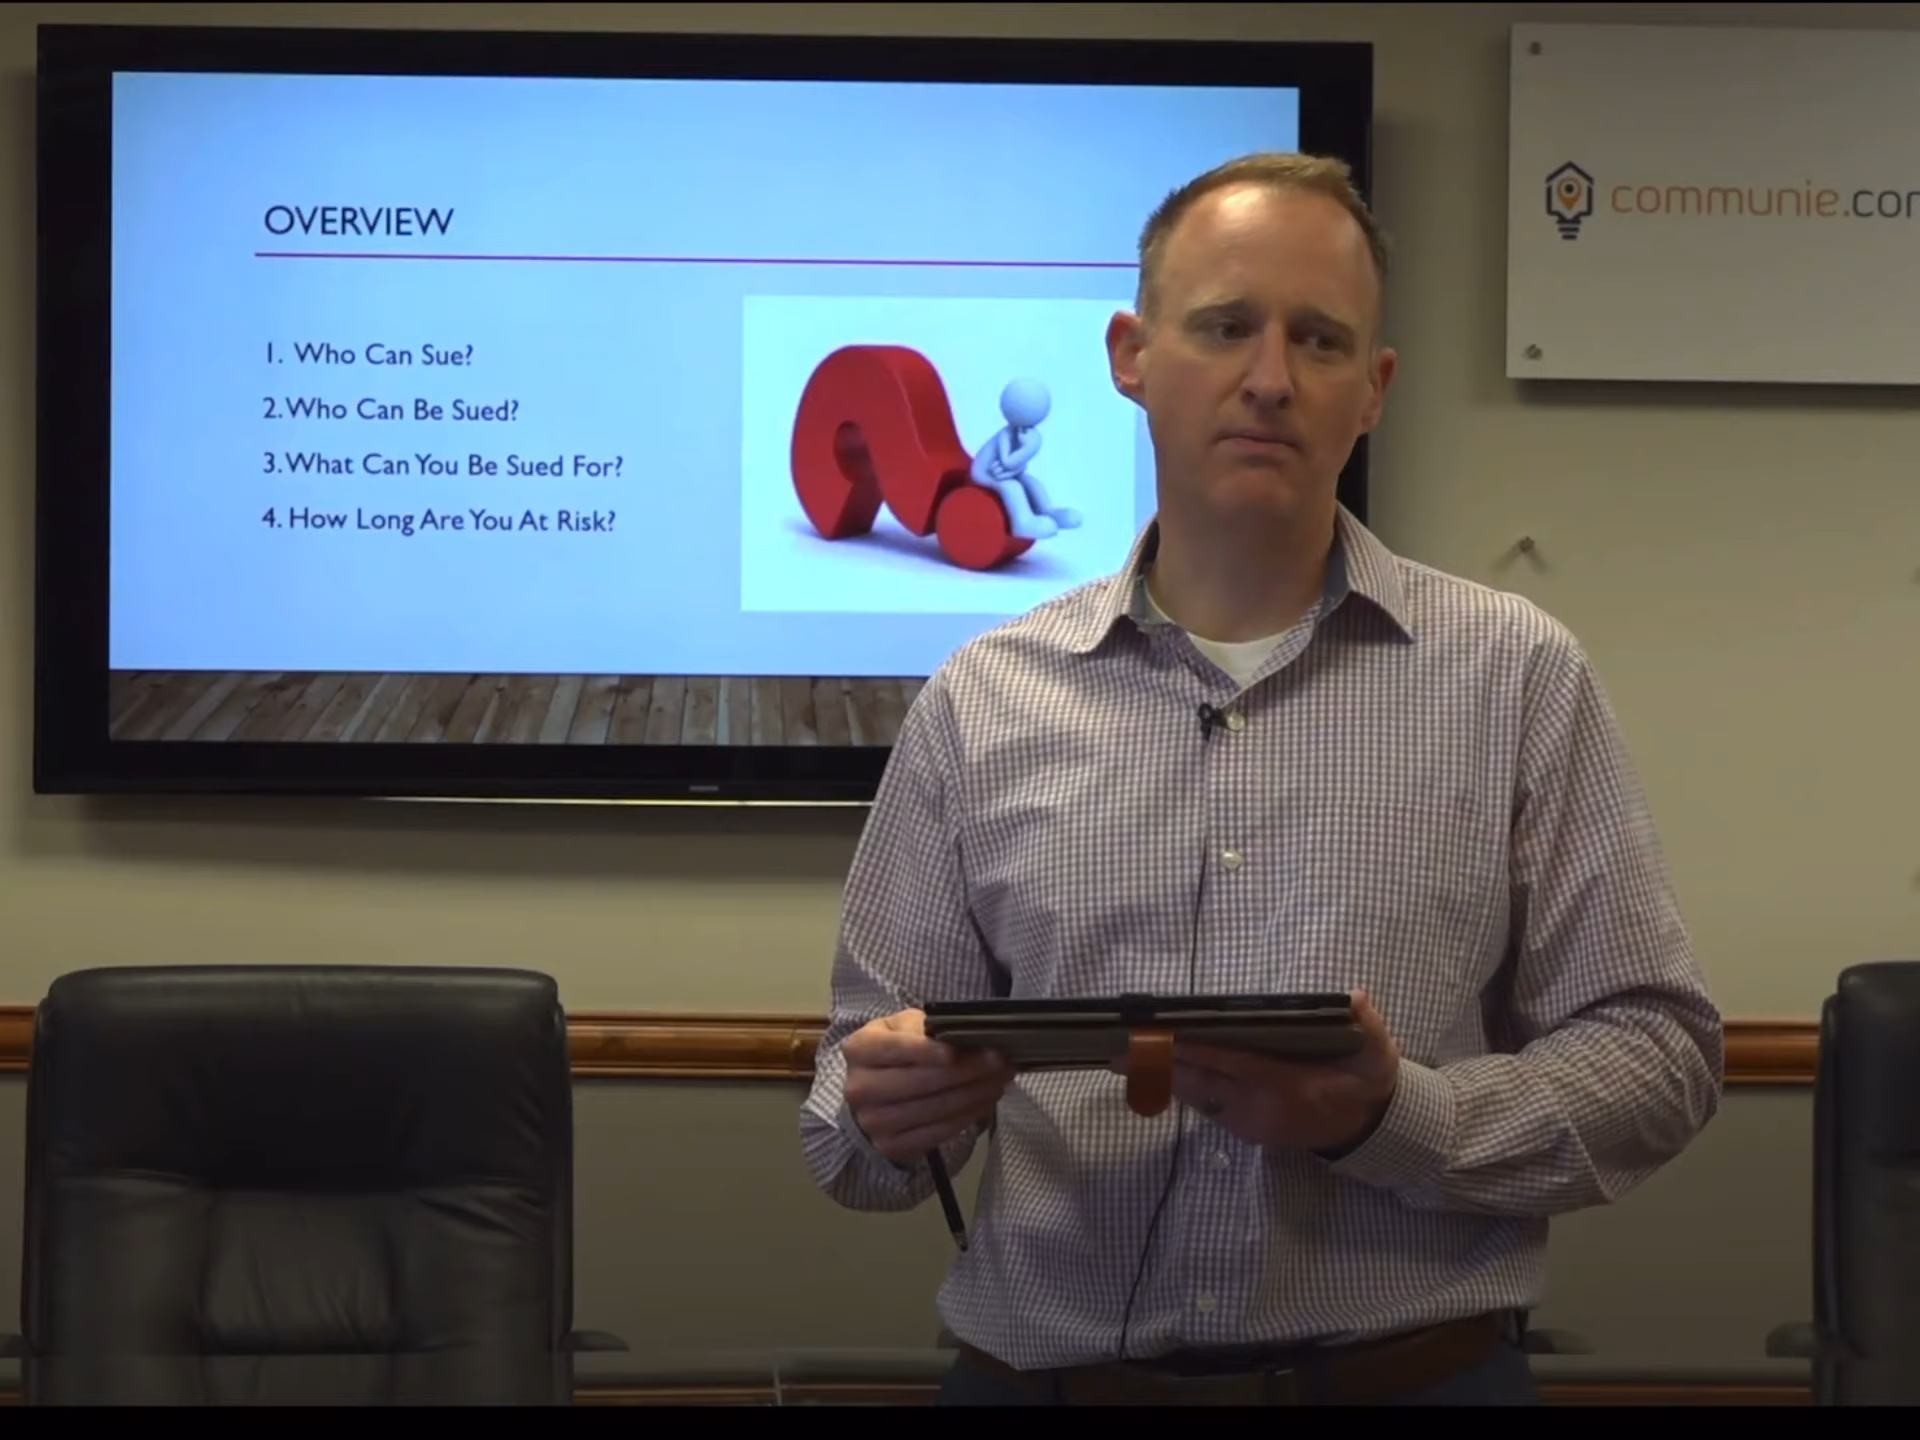 OVERVIEW
1. Who Can Sue?
2. Who Can Be Sued?
3. What Can You Be Sued For?
4. How Long Are You At Risk?
communie.com